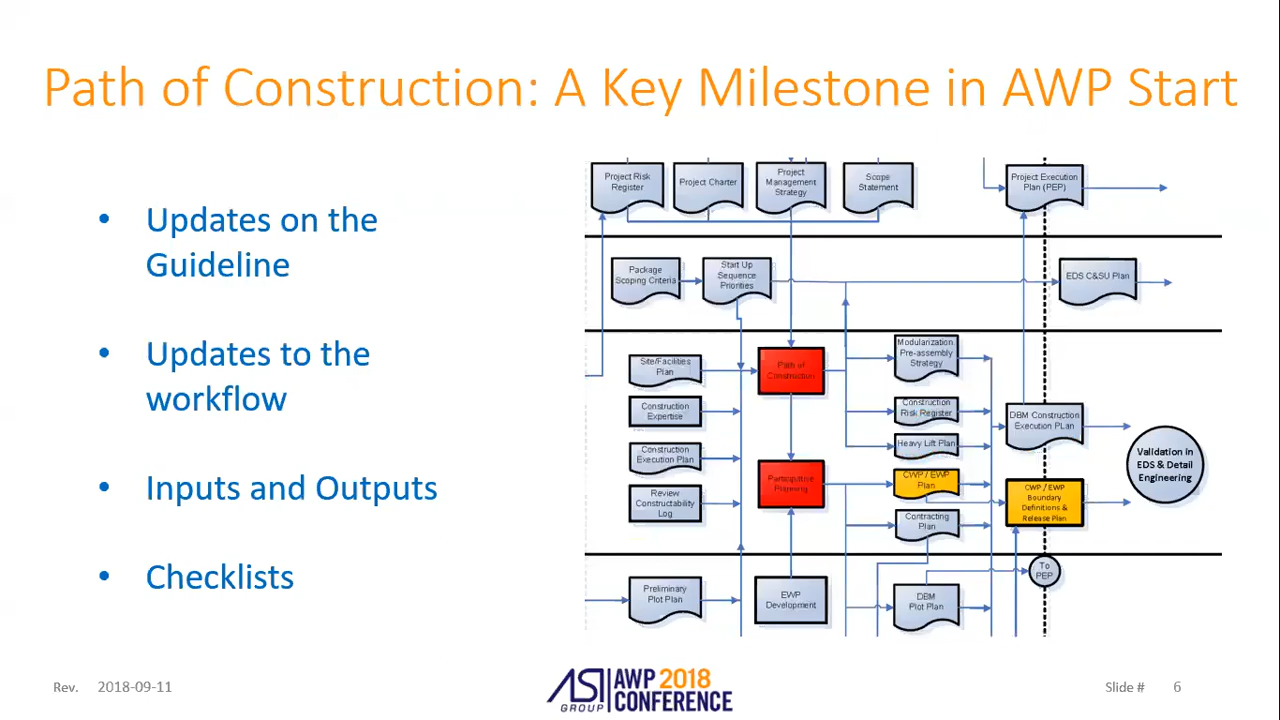 Path of Construction: A Key Milestone in AWP Start
• Updates on the
Guideline
• Updates to the
workflow
• Inputs and Outputs
• Checklists
Project Risk
Register
Project Charter
Project
Management
Strategy
Scope
Statement
Project Execution
Plan (PEP)
Package
Scoping Criteria
Start Up
Sequence
Priorities
EDS C&SU Plan
Site/Facilities
Plan
Path of
Construction
Modularization
Pre-assembly
Strategy
Construction
Expertise
Construction
Risk Register
DBM Construction
Execution PLan
Construction
Execution Plan
Heavy Lift Plan
Validation in
EDS & Detail
Engineering
Participative
Planning
CWP / EWP
Plan
CWP / EWP
Boundary
Definitions &
Release Plan
Review
Constructability
Log
Contracting
Plan
To
PEP
Preliminary
Plot Plan
EWP
Development
DBM
Plot Plan
Rev. 2018-09-11
ASI
GROUP
AWP 2018
CONFERENCE
Slide # 6